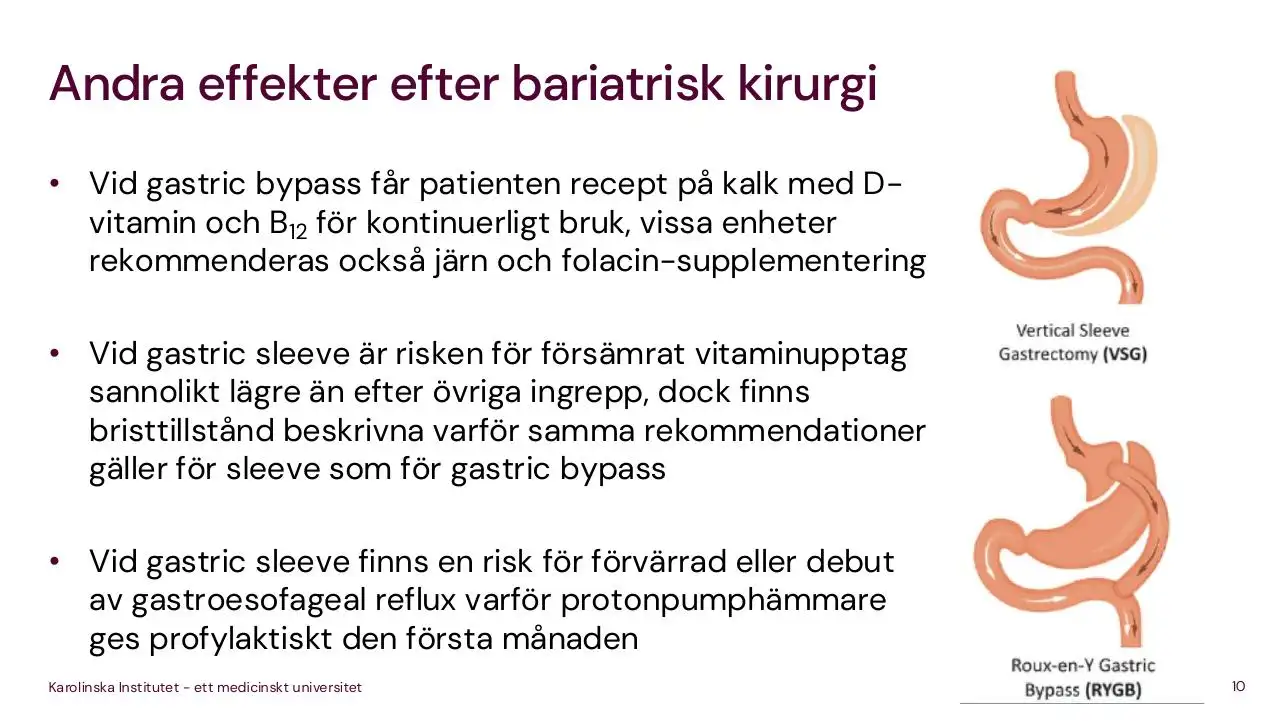 Andra effekter efter bariatrisk kirurgi
• Vid gastric bypass får patienten recept på kalk med D-
vitamin och B₁₂ för kontinuerligt bruk, vissa enheter
rekommenderas också järn och folacin-supplementering
• Vid gastric sleeve är risken för försämrat vitaminupptag
sannolikt lägre än efter övriga ingrepp, dock finns
bristtillstånd beskrivna varför samma rekommendationer
gäller för sleeve som för gastric bypass
• Vid gastric sleeve finns en risk för förvärrad eller debut
av gastroesofageal reflux varför protonpumphämmare
ges profylaktiskt den första månaden
Vertical Sleeve
Gastrectomy (VSG)
Roux-en-Y Gastric
Bypass (RYGB)
Karolinska Institutet - ett medicinskt universitet
10